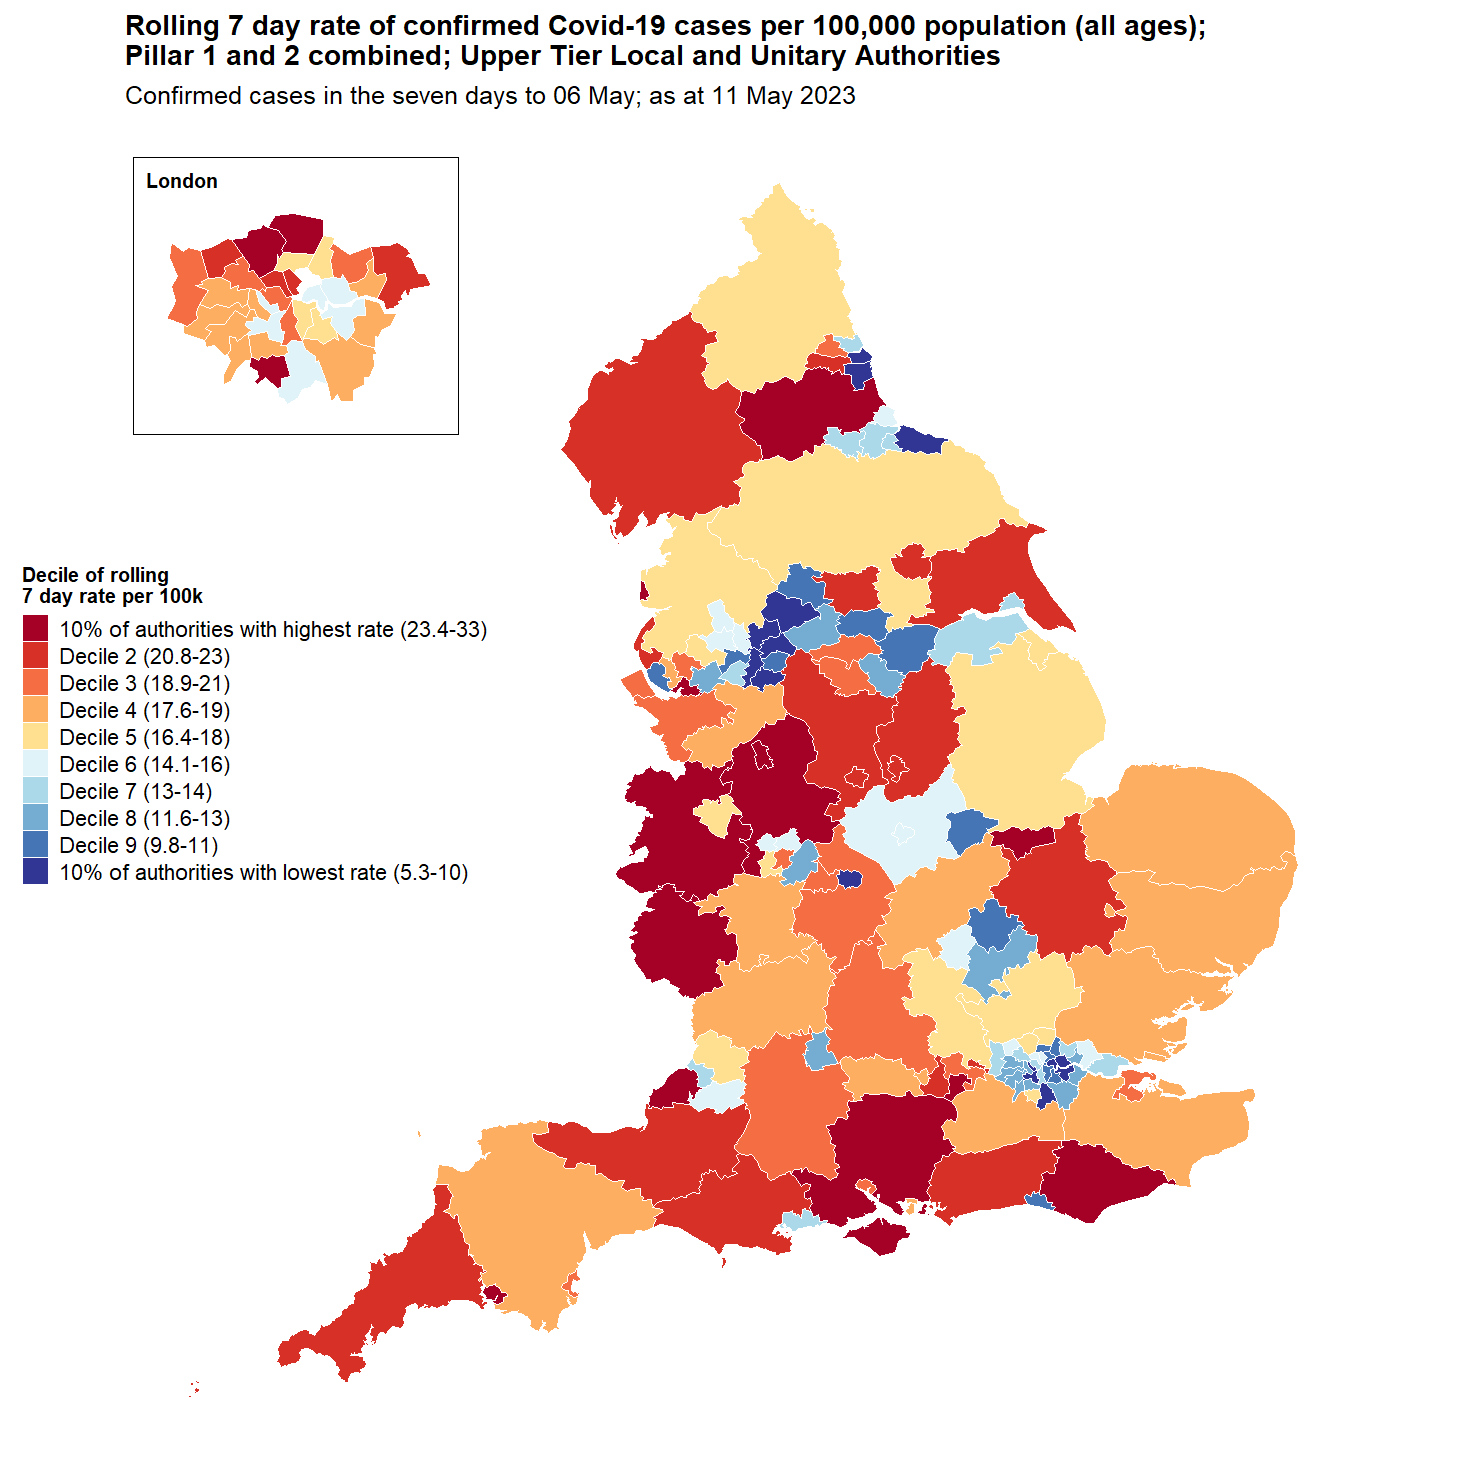 Rolling 7 day rate of confirmed Covid-19 cases per 100,000 population (all ages);
Pillar 1 and 2 combined; Upper Tier Local and Unitary Authorities
Confirmed cases in the seven days to 06 May; as at 11 May 2023
London
Decile of rolling
7 day rate per 100k
10% of authorities with highest rate (23.4-33)
Decile 2 (20.8-23)
Decile 3 (18.9-21)
Decile 4 (17.6-19)
Decile 5 (16.4-18)
Decile 6 (14.1-16)
Decile 7 (13-14)
Decile 8 (11.6-13)
Decile 9 (9.8-11)
10% of authorities with lowest rate (5.3-10)